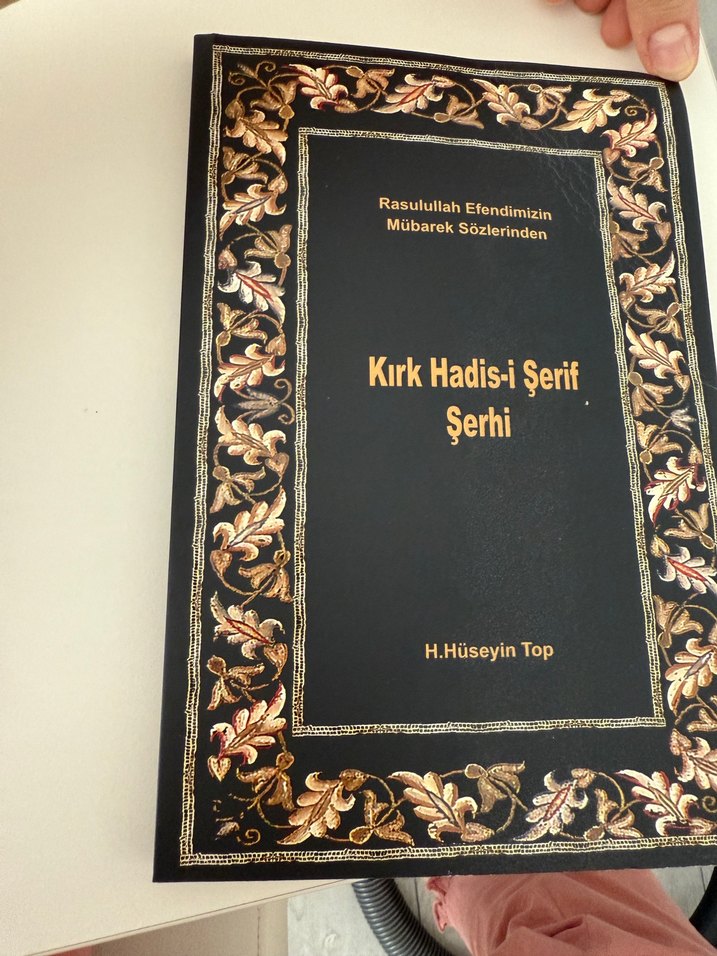 Rasulullah Efendimizin
Mübarek Sözlerinden
Kırk Hadis-i Şerif
Şerhi
H.Hüseyin Top